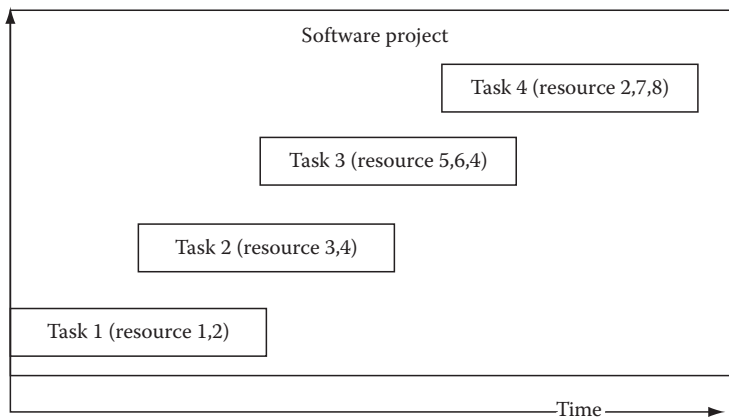 Software project
Task 4 (resource 2,7,8)
Task 3 (resource 5,6,4)
Task 2 (resource 3,4)
Task 1 (resource 1,2)
Time